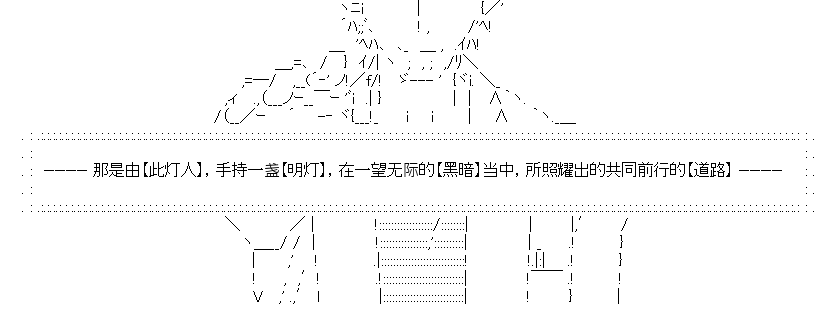 ———— 那是由【此灯人】，手持一盏【明灯】，在一望无际的【黑暗】当中，所照耀出的共同前行的【道路】 ————